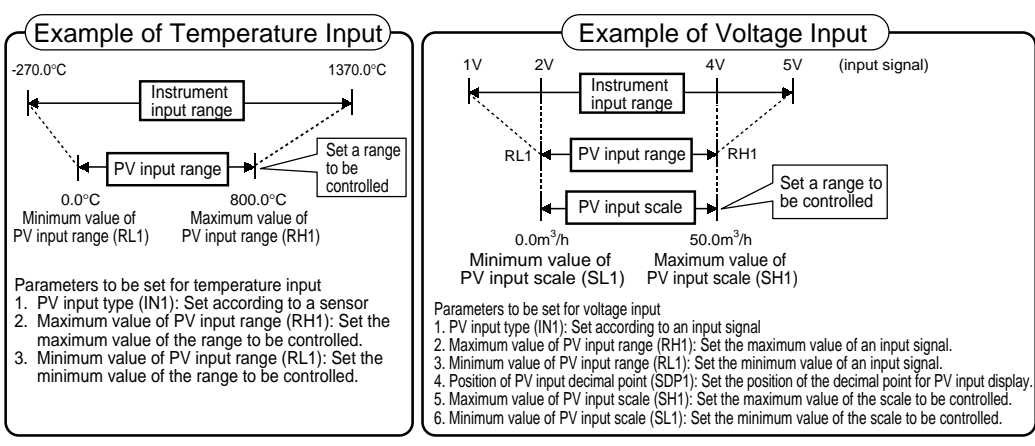 Example of Temperature Input
-270.0°C 1370.0°C
Instrument
input range
PV input range
Set a range
to be
controlled
0.0°C 800.0°C
Minimum value of Maximum value of
PV input range (RL1) PV input range (RH1)
Parameters to be set for temperature input
1. PV input type (IN1): Set according to a sensor
2. Maximum value of PV input range (RH1): Set the
maximum value of the range to be controlled.
3. Minimum value of PV input range (RL1): Set the
minimum value of the range to be controlled.
Example of Voltage Input
1V 2V 4V 5V (input signal)
Instrument
input range
RL1 PV input range RH1
PV input scale
Set a range to
be controlled
0.0m³/h 50.0m³/h
Minimum value of Maximum value of
PV input scale (SL1) PV input scale (SH1)
Parameters to be set for voltage input
1. PV input type (IN1): Set according to an input signal
2. Maximum value of PV input range (RH1): Set the maximum value of an input signal.
3. Minimum value of PV input range (RL1): Set the minimum value of an input signal.
4. Position of PV input decimal point (SDP1): Set the position of the decimal point for PV input display.
5. Maximum value of PV input scale (SH1): Set the maximum value of the scale to be controlled.
6. Minimum value of PV input scale (SL1): Set the minimum value of the scale to be controlled.